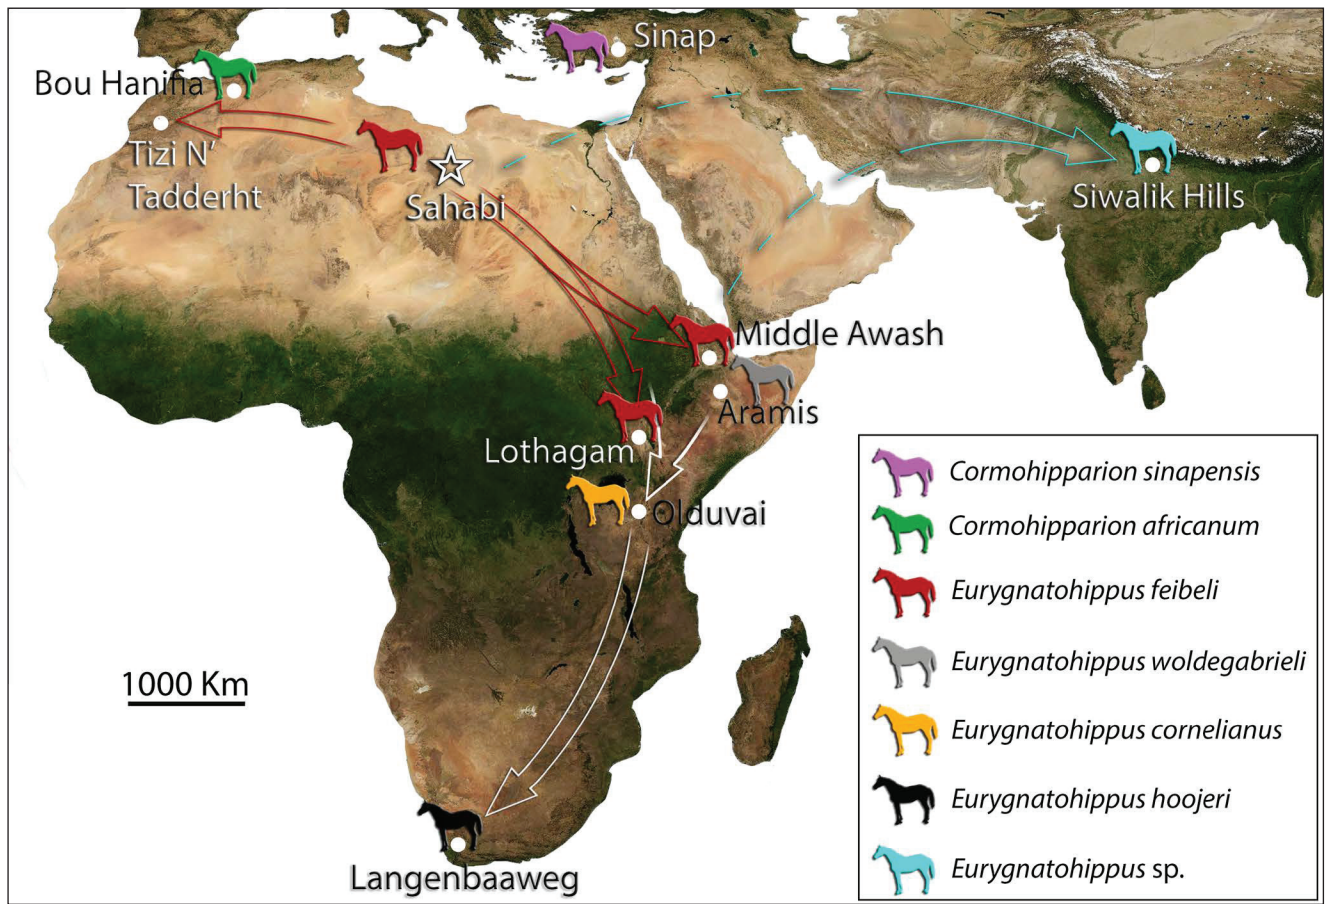 Sinap
Bou Hanifia
Tizi N’
Tadderht
Sahabi
Siwalik Hills
Middle Awash
Aramis
Lothagam
Olduvai
Langenbaaweg
1000 Km
Cormohipparion sinapensis
Cormohipparion africanum
Eurygnatohippus feibeli
Eurygnatohippus woldegabrieli
Eurygnatohippus cornelianus
Eurygnatohippus hoojeri
Eurygnatohippus sp.